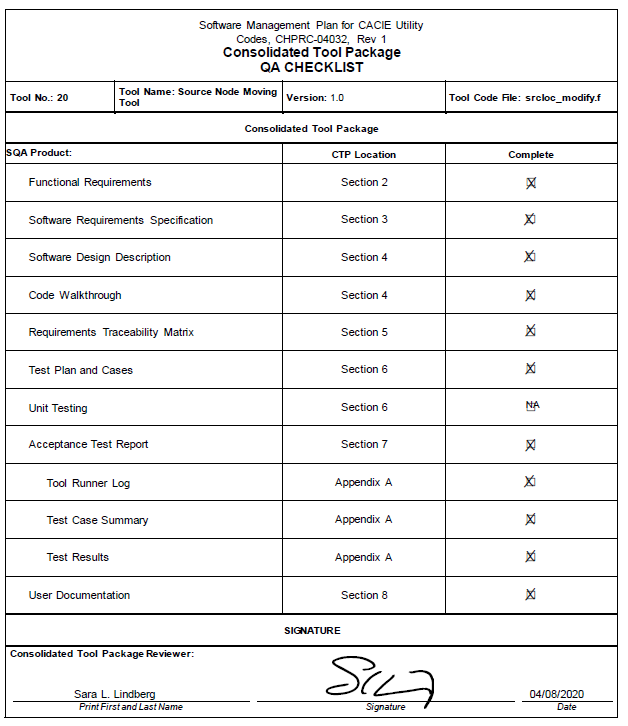 Software Management Plan for CACIE Utility
Codes, CHPRC-04032, Rev 1
Consolidated Tool Package
QA CHECKLIST
Tool No.: 20 Tool Name: Source Node Moving Tool Version: 1.0 Tool Code File: srcloc_modify.f
Consolidated Tool Package
SQA Product: CTP Location Complete
Functional Requirements Section 2 X
Software Requirements Specification Section 3 X
Software Design Description Section 4 X
Code Walkthrough Section 4 X
Requirements Traceability Matrix Section 5 X
Test Plan and Cases Section 6 X
Unit Testing Section 6 NA
Acceptance Test Report Section 7 X
Tool Runner Log Appendix A X
Test Case Summary Appendix A X
Test Results Appendix A X
User Documentation Section 8 X
SIGNATURE
Consolidated Tool Package Reviewer:
Sara L. Lindberg 04/08/2020
Print First and Last Name Signature Date